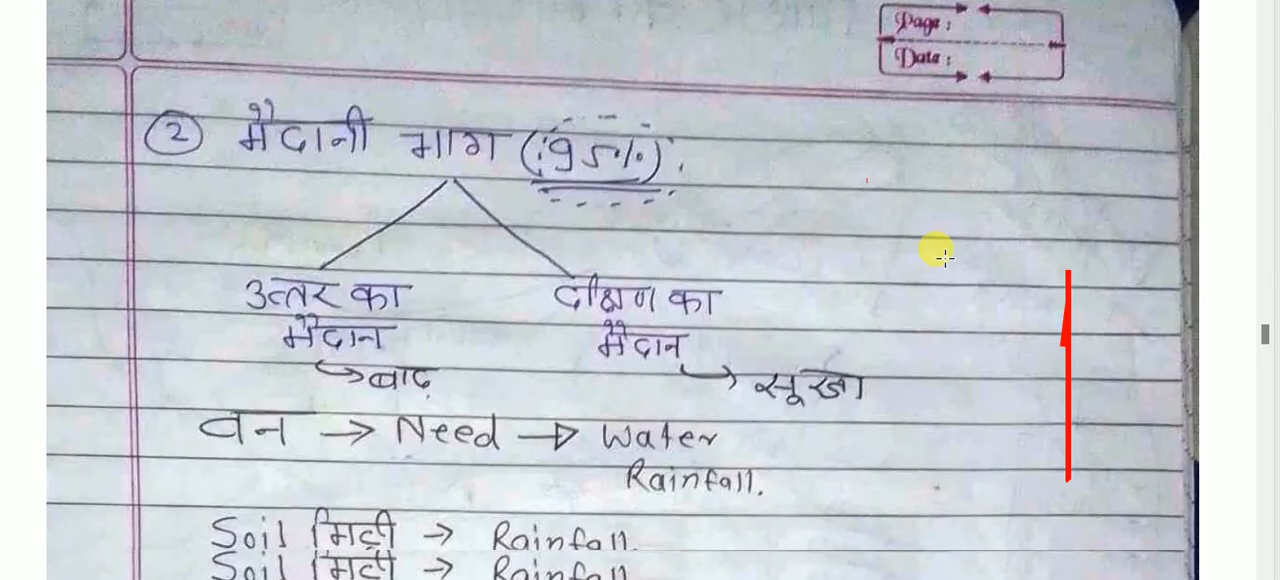 Page :
Date :
② मैदानी भाग (95%).
उत्तर का दक्षिण का
मैदान मैदान
↳ बाढ़ ↳ सूखा
वन → Need → Water
Rainfall.
Soil मिट्टी → Rainfall.
Soil मिट्टी → Rainfall